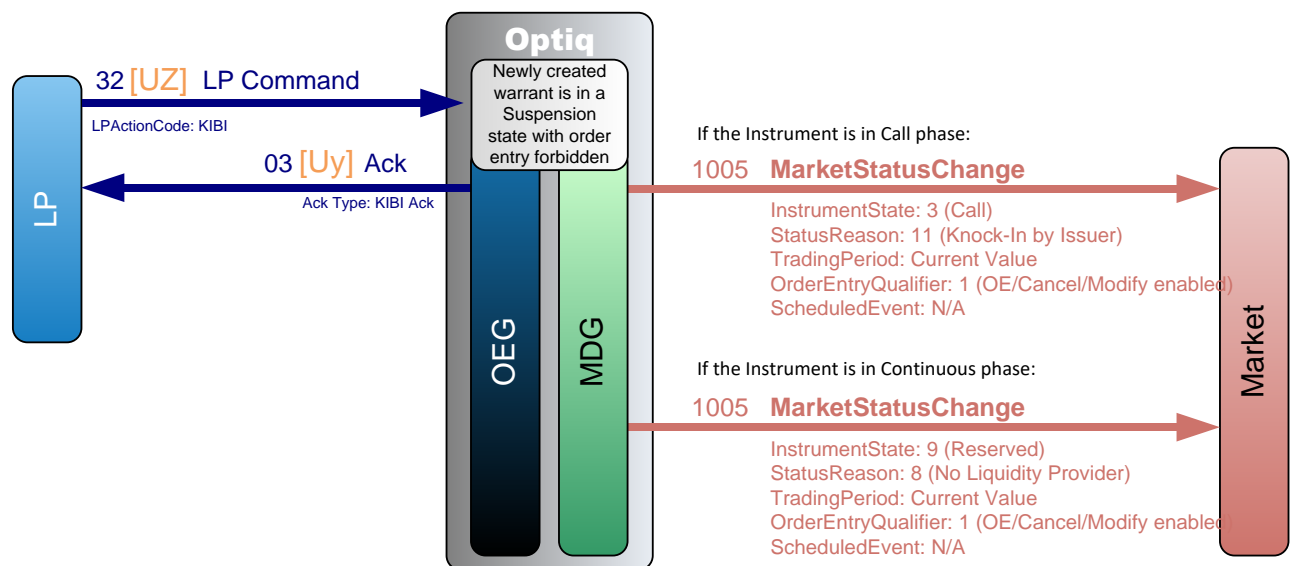 Optiq
Newly created
warrant is in a
Suspension
state with order
entry forbidden
32 [UZ] LP Command
LPActionCode: KIBI
03 [Uy] Ack
Ack Type: KIBI Ack
LP
OEG
MDG
If the Instrument is in Call phase:
1005 MarketStatusChange
InstrumentState: 3 (Call)
StatusReason: 11 (Knock-In by Issuer)
TradingPeriod: Current Value
OrderEntryQualifier: 1 (OE/Cancel/Modify enabled)
ScheduledEvent: N/A
If the Instrument is in Continuous phase:
1005 MarketStatusChange
InstrumentState: 9 (Reserved)
StatusReason: 8 (No Liquidity Provider)
TradingPeriod: Current Value
OrderEntryQualifier: 1 (OE/Cancel/Modify enabled)
ScheduledEvent: N/A
Market